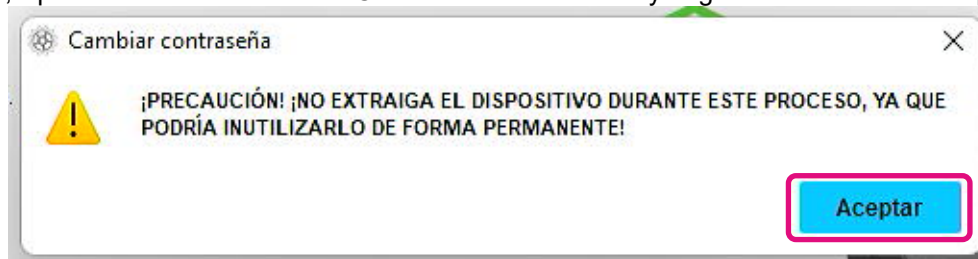 Cambiar contraseña
¡PRECAUCIÓN! ¡NO EXTRAIGA EL DISPOSITIVO DURANTE ESTE PROCESO, YA QUE
PODRÍA INUTILIZARLO DE FORMA PERMANENTE!
Aceptar